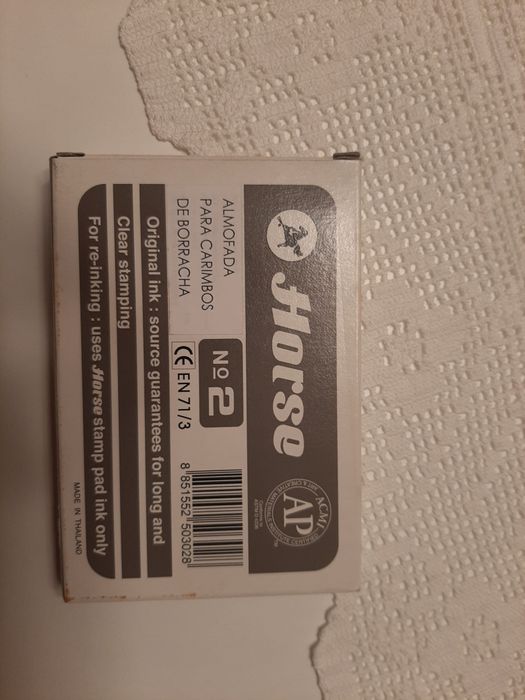 Horse
ACMI
AP
ALMOFADA
PARA CARIMBOS
DE BORRACHA
No 2
CE EN 71/3
8 851552 503028
Original ink : source guarantees for long and
Clear stamping
For re-inking : uses Horse stamp pad ink only
MADE IN THAILAND